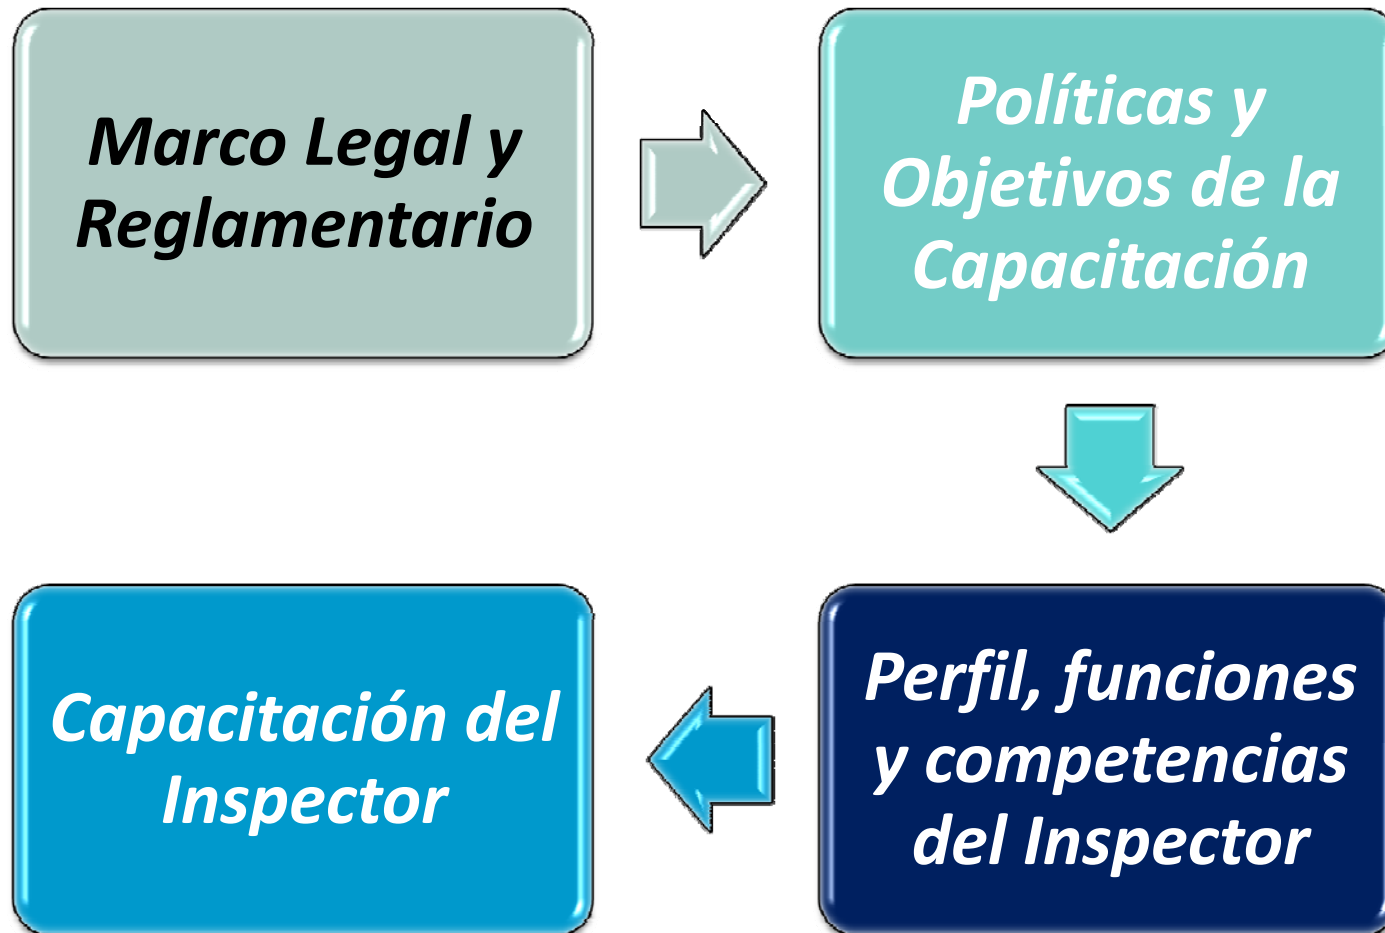 Marco Legal y
Reglamentario
Políticas y
Objetivos de la
Capacitación
Perfil, funciones
y competencias
del Inspector
Capacitación del
Inspector